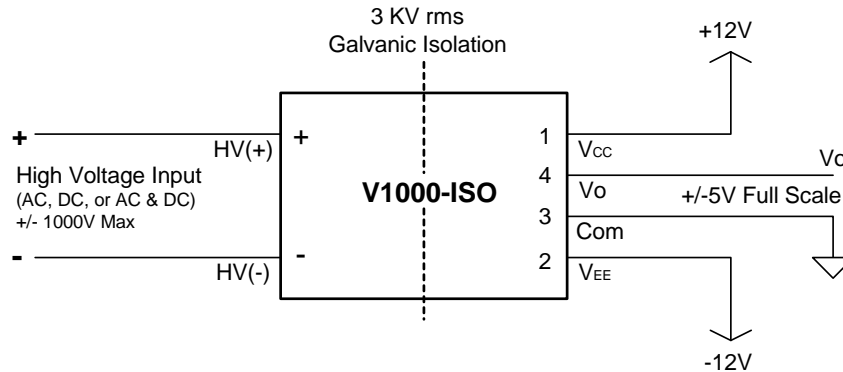 3 KV rms
Galvanic Isolation
+12V
+
HV(+)
+
1
VCC
High Voltage Input
(AC, DC, or AC & DC)
+/- 1000V Max
V1000-ISO
4
Vo
Vo
+/-5V Full Scale
3
Com
-
HV(-)
-
2
VEE
-12V